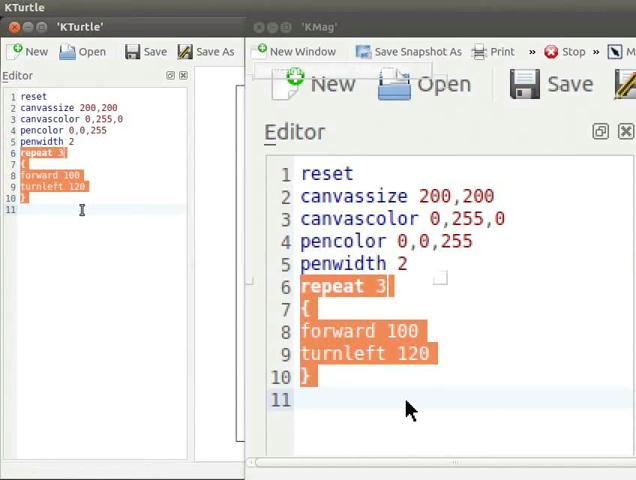 KTurtle
'KTurtle'
New Open Save Save As
Editor
1 reset
2 canvassize 200,200
3 canvascolor 0,255,0
4 pencolor 0,0,255
5 penwidth 2
6 repeat 3
7 {
8 forward 100
9 turnleft 120
10 }
11
'KMag'
New Window Save Snapshot As Print » Stop »
New Open Save
Editor
1 reset
2 canvassize 200,200
3 canvascolor 0,255,0
4 pencolor 0,0,255
5 penwidth 2
6 repeat 3
7 {
8 forward 100
9 turnleft 120
10 }
11